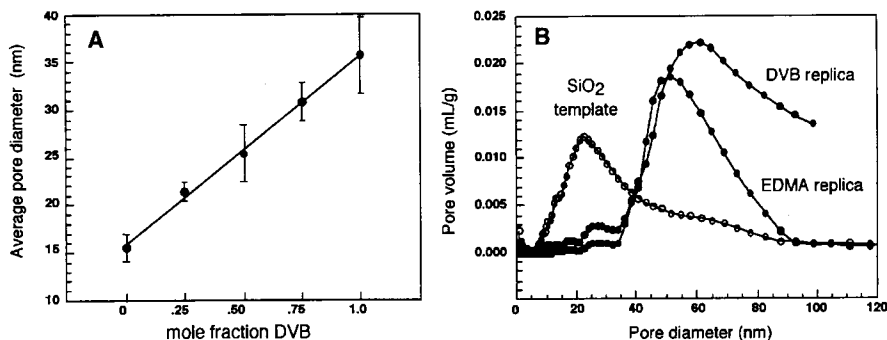 A
Average pore diameter (nm)
40
35
30
25
20
15
10
0
.25
.50
.75
1.0
mole fraction DVB
B
Pore volume (mL/g)
0.025
0.020
0.015
0.010
0.005
0.000
SiO2
template
DVB replica
EDMA replica
0
20
40
60
80
100
120
Pore diameter (nm)